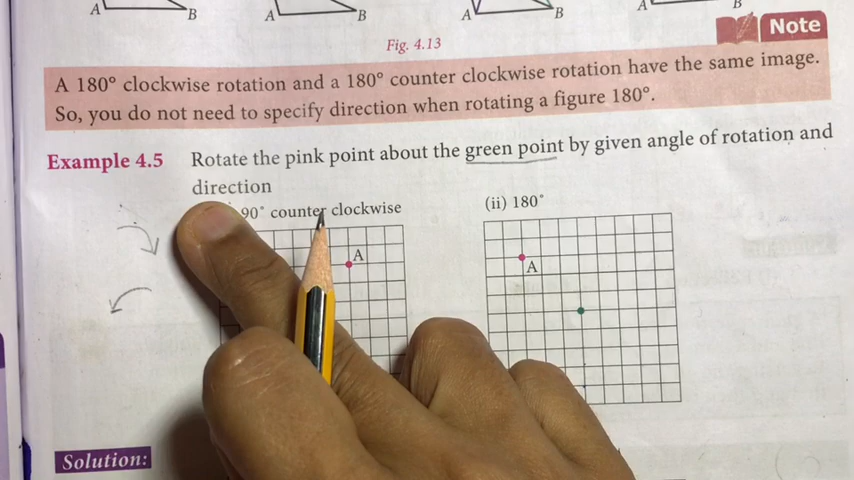 A B A B A B A B
Fig. 4.13
Note
A 180° clockwise rotation and a 180° counter clockwise rotation have the same image.
So, you do not need to specify direction when rotating a figure 180°.
Example 4.5 Rotate the pink point about the green point by given angle of rotation and
direction
90° counter clockwise (ii) 180°
A A
Solution: